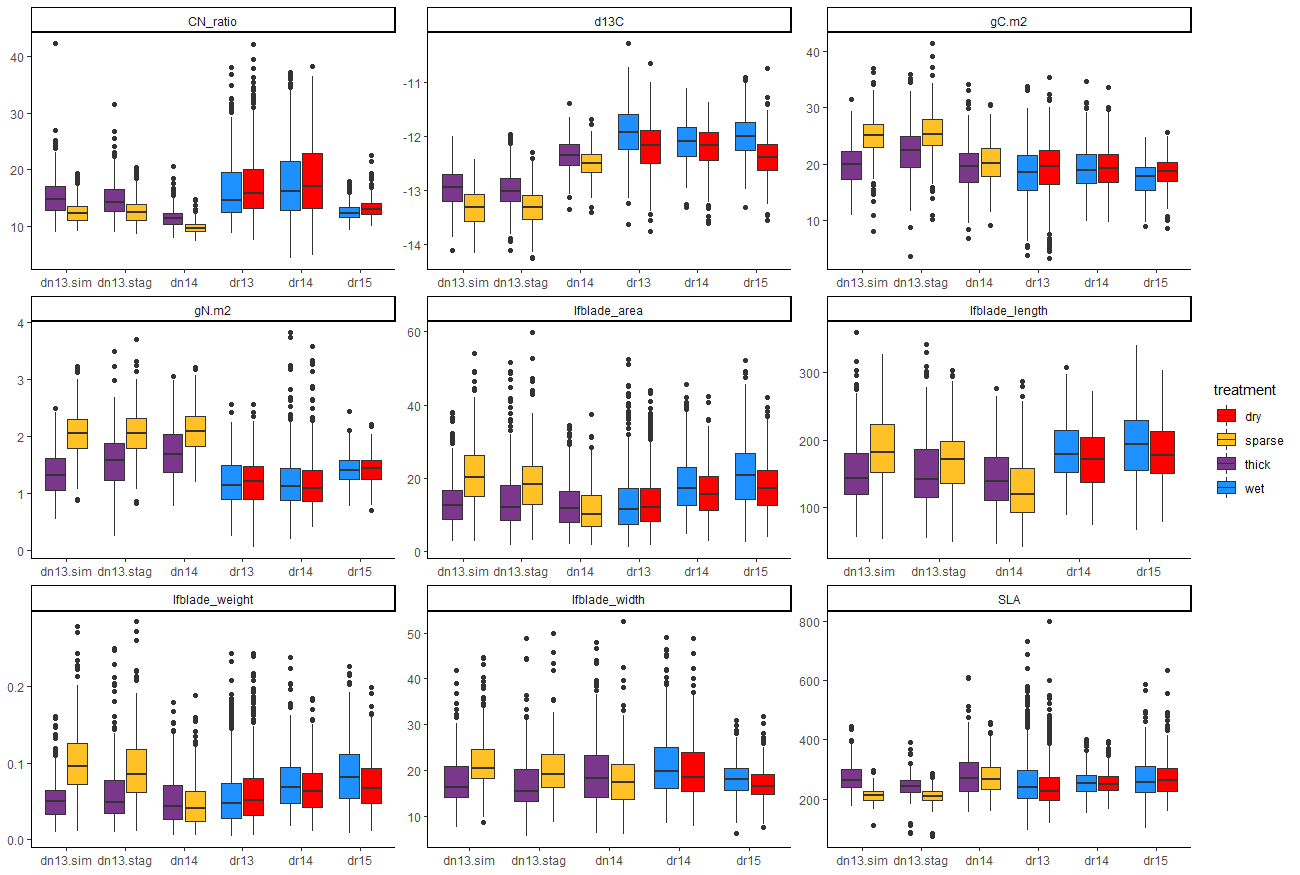 CN_ratio
d13C
gC.m2
40
30
20
10
-11
-12
-13
-14
40
30
20
10
dn13.sim dn13.stag dn14 dr13 dr14 dr15
dn13.sim dn13.stag dn14 dr13 dr14 dr15
dn13.sim dn13.stag dn14 dr13 dr14 dr15
gN.m2
lfblade_area
lfblade_length
4
3
2
1
0
60
40
20
0
300
200
100
dn13.sim dn13.stag dn14 dr13 dr14 dr15
dn13.sim dn13.stag dn14 dr13 dr14 dr15
dn13.sim dn13.stag dn14 dr14 dr15
lfblade_weight
lfblade_width
SLA
0.2
0.1
0.0
50
40
30
20
10
800
600
400
200
dn13.sim dn13.stag dn14 dr13 dr14 dr15
dn13.sim dn13.stag dn14 dr14 dr15
dn13.sim dn13.stag dn14 dr13 dr14 dr15
treatment
dry
sparse
thick
wet